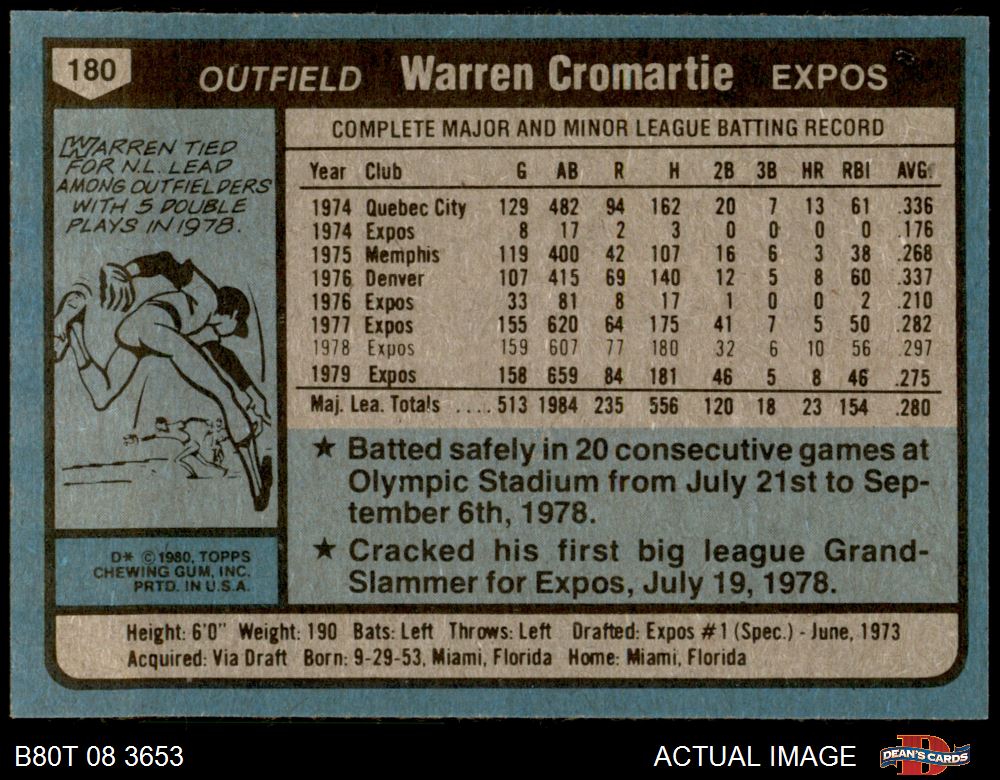 180 OUTFIELD Warren Cromartie EXPOS
WARREN TIED
FOR N.L. LEAD
AMONG OUTFIELDERS
WITH 5 DOUBLE
PLAYS IN 1978.
COMPLETE MAJOR AND MINOR LEAGUE BATTING RECORD
Year Club G AB R H 2B 3B HR RBI AVG.
1974 Quebec City 129 482 94 162 20 7 13 61 .336
1974 Expos 8 17 2 3 0 0 0 0 .176
1975 Memphis 119 400 42 107 16 6 3 38 .268
1976 Denver 107 415 69 140 12 5 8 60 .337
1976 Expos 33 81 8 17 1 0 0 2 .210
1977 Expos 155 620 64 175 41 7 5 50 .282
1978 Expos 159 607 77 180 32 6 10 56 .297
1979 Expos 158 659 84 181 46 5 8 46 .275
Maj. Lea. Totals .... 513 1984 235 556 120 18 23 154 .280
★ Batted safely in 20 consecutive games at
Olympic Stadium from July 21st to Sep-
tember 6th, 1978.
★ Cracked his first big league Grand-
Slammer for Expos, July 19, 1978.
D* © 1980, TOPPS
CHEWING GUM, INC.
PRTD. IN U.S.A.
Height: 6'0" Weight: 190 Bats: Left Throws: Left Drafted: Expos #1 (Spec.) - June, 1973
Acquired: Via Draft Born: 9-29-53, Miami, Florida Home: Miami, Florida
B80T 08 3653 ACTUAL IMAGE DEAN'S CARDS